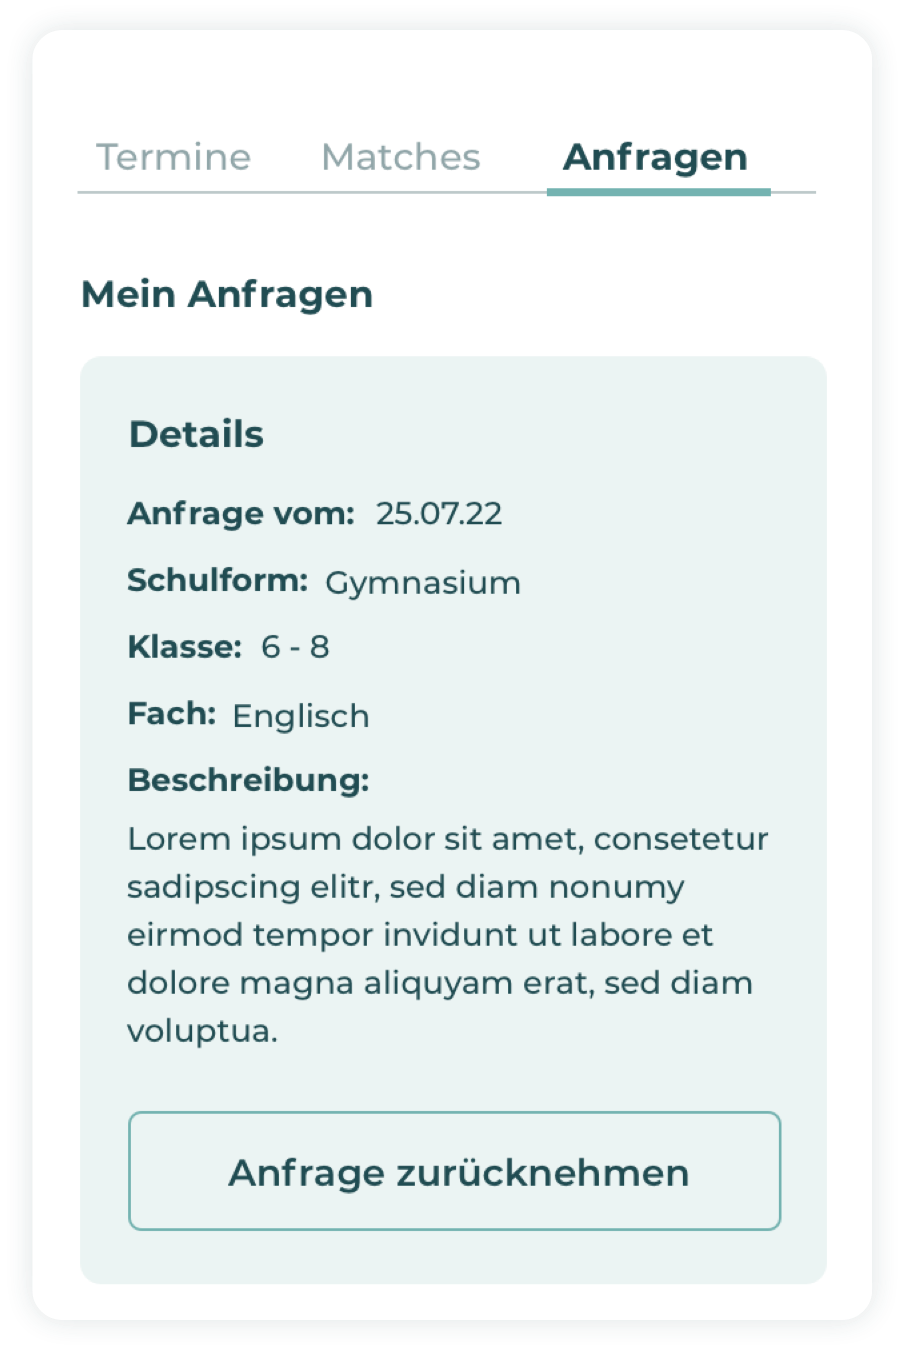 Termine Matches Anfragen
Mein Anfragen
Details
Anfrage vom: 25.07.22
Schulform: Gymnasium
Klasse: 6 - 8
Fach: Englisch
Beschreibung:
Lorem ipsum dolor sit amet, consetetur
sadipscing elitr, sed diam nonumy
eirmod tempor invidunt ut labore et
dolore magna aliquyam erat, sed diam
voluptua.
Anfrage zurücknehmen